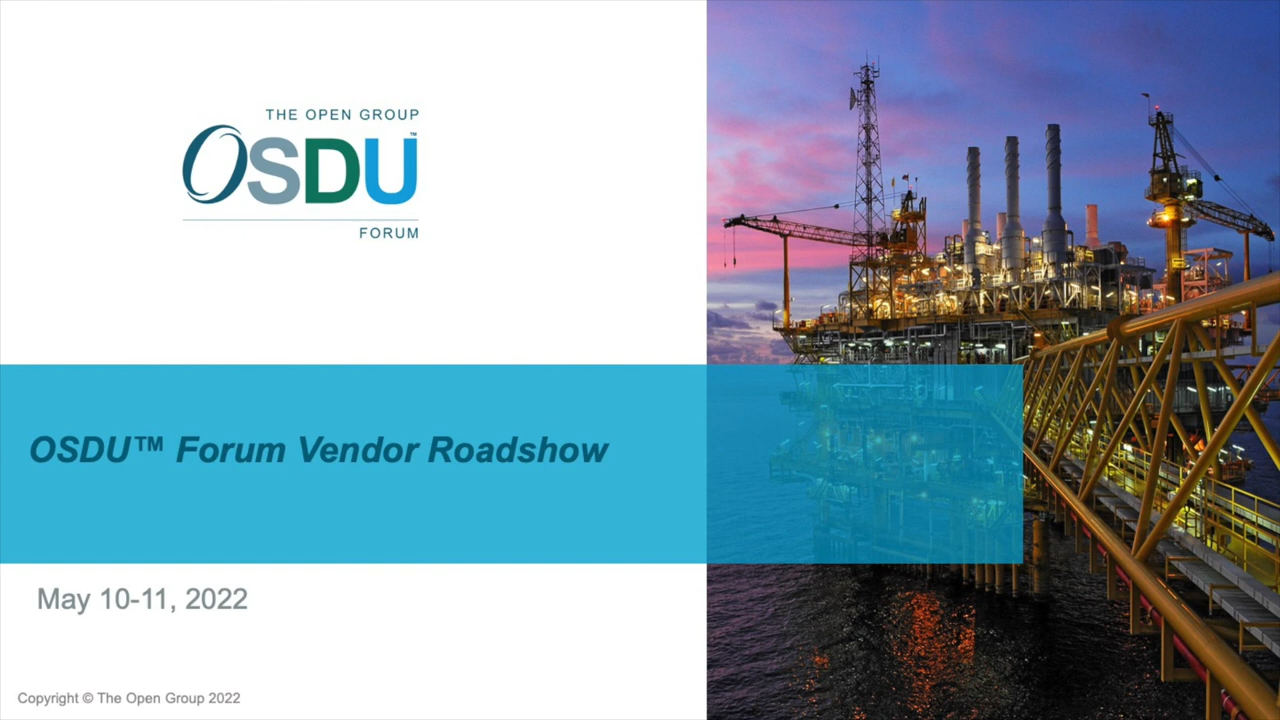 THE OPEN GROUP
OSDU™
FORUM
OSDU™ Forum Vendor Roadshow
May 10-11, 2022
Copyright © The Open Group 2022